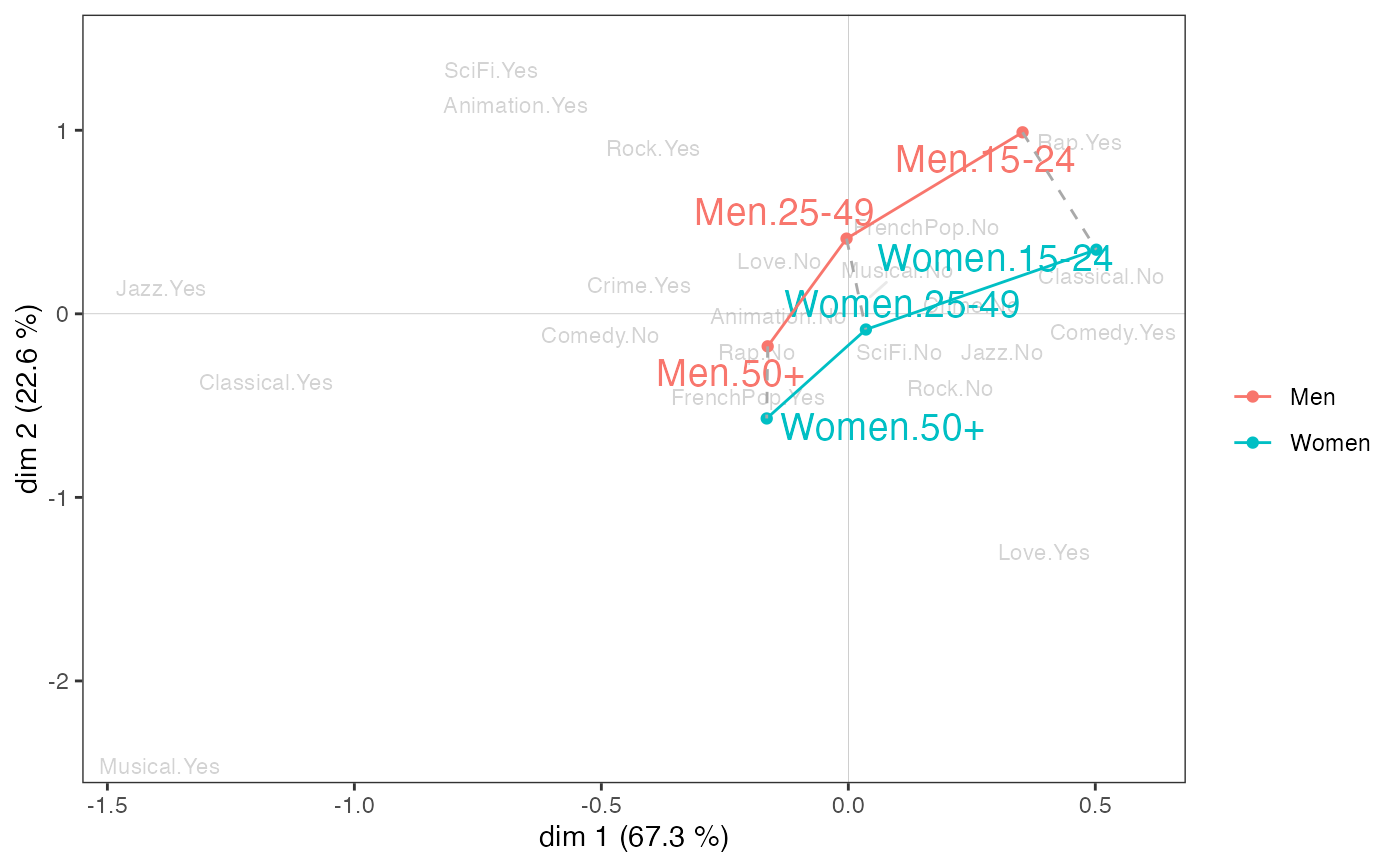 SciFi.Yes
Animation.Yes
Rock.Yes
Rap.Yes
Men.15-24
Men.25-49
FrenchPop.No
Love.No
Women.15-24
Musical.No
Classical.No
Crime.Yes
Jazz.Yes
Women.25-49
Crime.No
Animation.No
Comedy.Yes
Comedy.No
Rap.No
SciFi.No
Jazz.No
Men.50+
Classical.Yes
Rock.No
FrenchPop.Yes
Women.50+
Love.Yes
Musical.Yes
1
0
-1
-2
dim 2 (22.6 %)
-1.5
-1.0
-0.5
0.0
0.5
dim 1 (67.3 %)
Men
Women